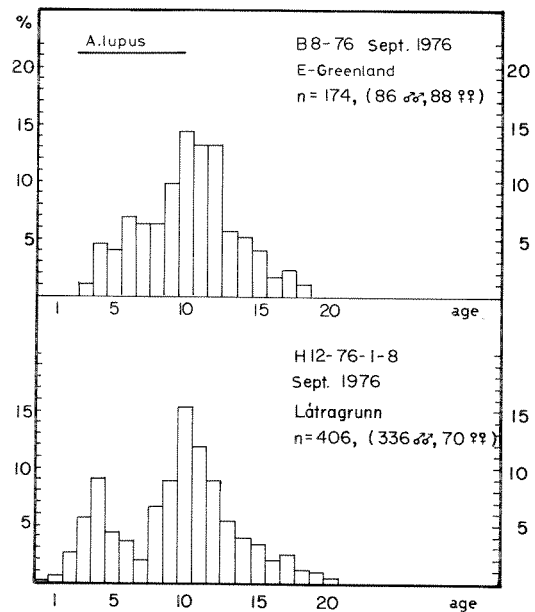 %
A.lupus
B8-76 Sept. 1976
E-Greenland
n= 174, (86 ♂♂, 88 ♀♀)
20 20
15 15
10 10
5 5
1 5 10 15 20 age
H12-76-1-8
Sept. 1976
Látragrunn
n=406, (336 ♂♂, 70 ♀♀)
15 15
10 10
5 5
1 5 10 15 20 age